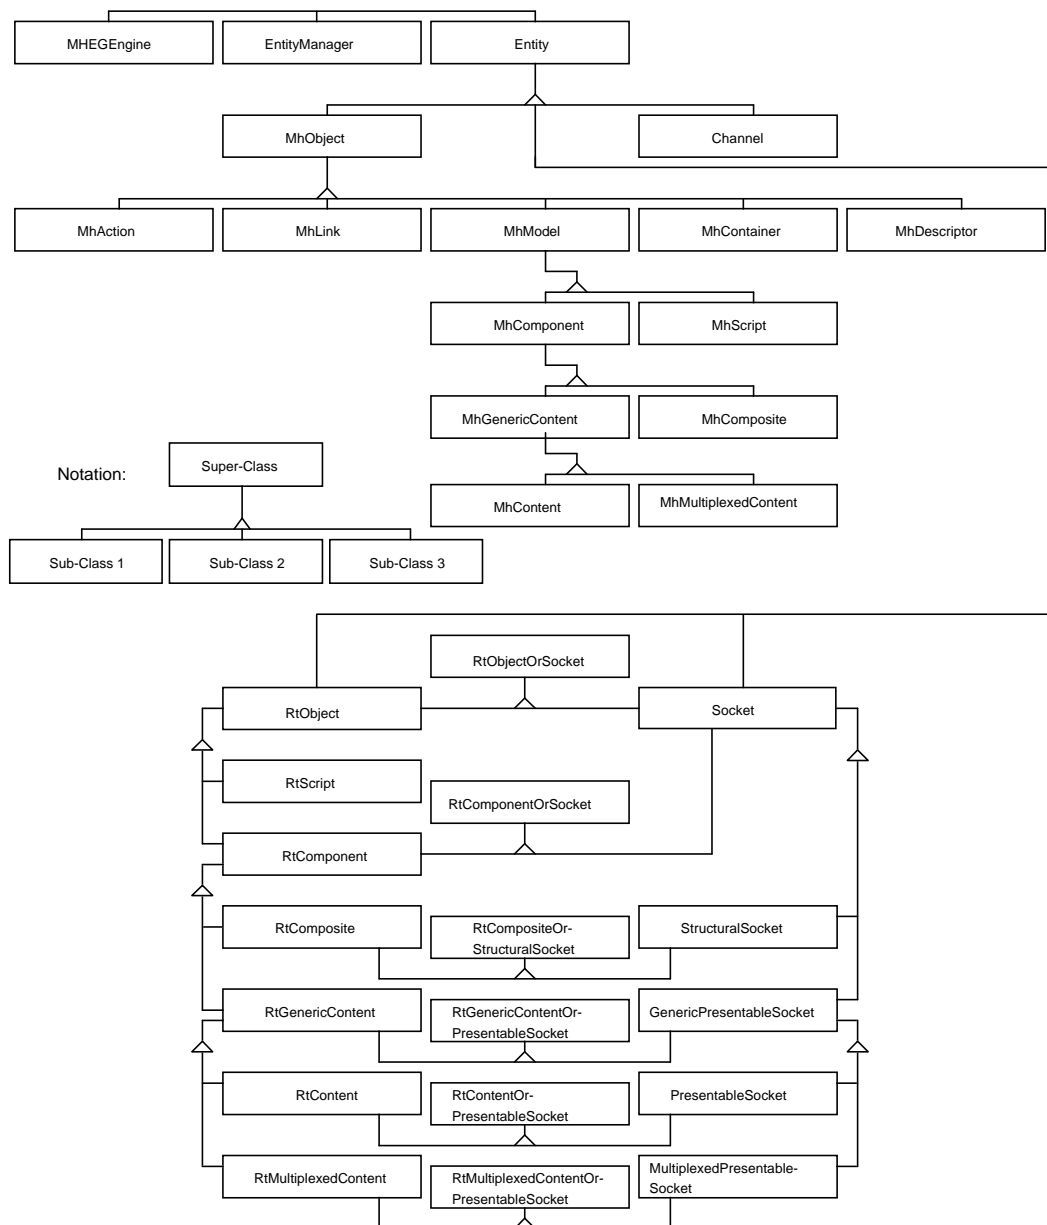 MHEGEngine
EntityManager
Entity
MhObject
Channel
MhAction
MhLink
MhModel
MhContainer
MhDescriptor
MhComponent
MhScript
MhGenericContent
MhComposite
MhContent
MhMultiplexedContent
Notation:
Super-Class
Sub-Class 1
Sub-Class 2
Sub-Class 3
RtObjectOrSocket
RtObject
Socket
RtScript
RtComponentOrSocket
RtComponent
RtComposite
RtCompositeOr-
StructuralSocket
StructuralSocket
RtGenericContent
RtGenericContentOr-
PresentableSocket
GenericPresentableSocket
RtContent
RtContentOr-
PresentableSocket
PresentableSocket
RtMultiplexedContent
RtMultiplexedContentOr-
PresentableSocket
MultiplexedPresentable-
Socket